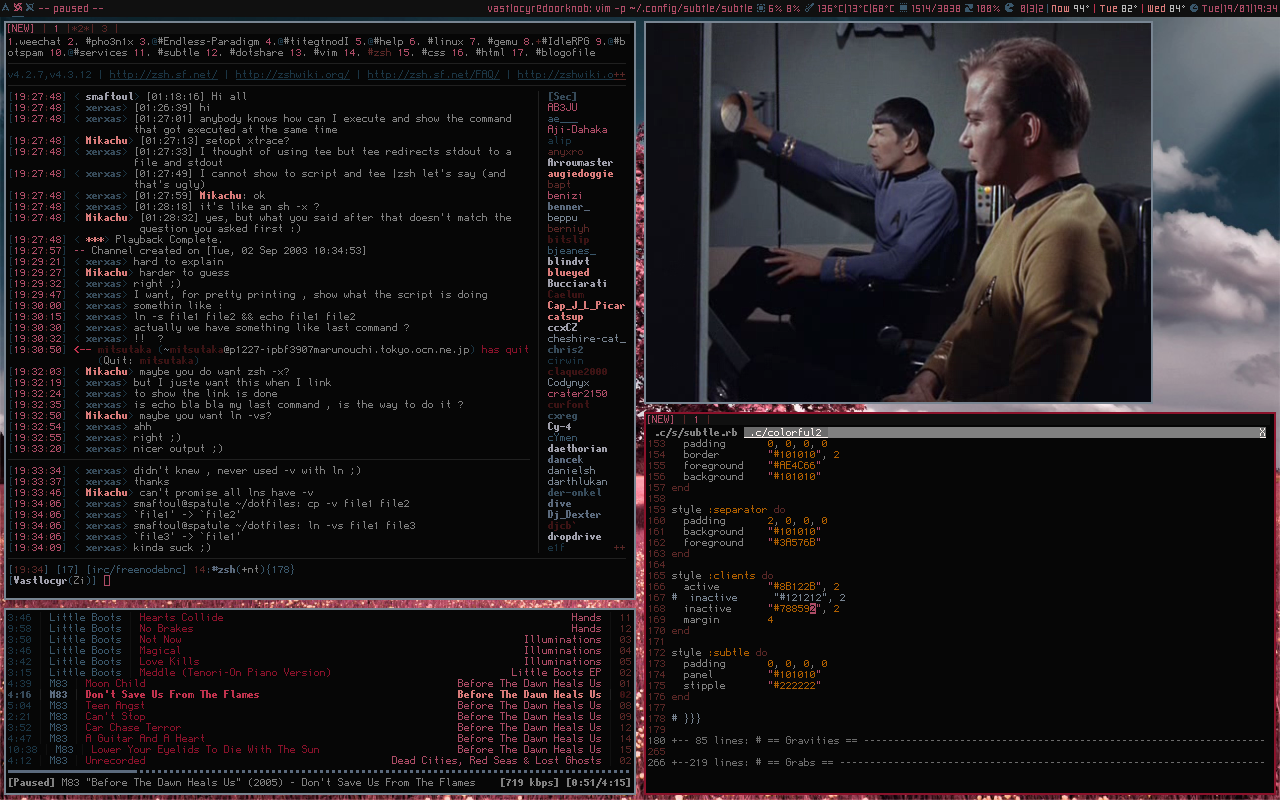 -- paused --
vastlocyr@doorknob: vim -p ~/.config/subtle/subtle 6% 8% 136°C|73°C|68°C 1514/3838 100% 0|3|2 | Now 94° | Tue 82° | Wed 84° Tue|19/07|19:34
[NEW] | 1 |*2*| 3 |
1.weechat 2. #pho3n1x 3.@#Endless-Paradigm 4.@#titegtnodI 5.@#help 6. #linux 7. #gemu 8.+#IdleRPG 9.@#b
otspam 10.@#services 11. #subtle 12. #dotshare 13. #vim 14. #zsh 15. #css 16. #html 17. #blogofile
v4.2.7,v4.3.12 | http://zsh.sf.net/ | http://zshwiki.org/ | http://zsh.sf.net/FAQ/ | http://zshwiki.o++
[19:27:48] < smaftoul> [01:18:16] Hi all
[19:27:48] < xerxas> [01:26:39] hi
[19:27:48] < xerxas> [01:27:01] anybody knows how can I execute and show the command
that got executed at the same time
[19:27:48] < Mikachu> [01:27:13] setopt xtrace?
[19:27:48] < xerxas> [01:27:33] I thought of using tee but tee redirects stdout to a
file and stdout
[19:27:48] < xerxas> [01:27:49] I cannot show to script and tee |zsh let's say (and
that's ugly)
[19:27:48] < xerxas> [01:27:59] Mikachu: ok
[19:27:48] < xerxas> [01:28:18] it's like an sh -x ?
[19:27:48] < Mikachu> [01:28:32] yes, but what you said after that doesn't match the
question you asked first :)
[19:27:48] < ***> Playback Complete.
[19:27:57] -- Channel created on [Tue, 02 Sep 2003 10:34:53]
[19:29:21] < xerxas> hard to explain
[19:29:27] < Mikachu> harder to guess
[19:29:32] < xerxas> right ;)
[19:29:47] < xerxas> I want, for pretty printing , show what the script is doing
[19:30:00] < xerxas> somethin like :
[19:30:15] < xerxas> ln -s file1 file2 && echo file1 file2
[19:30:30] < xerxas> actually we have something like last command ?
[19:30:32] < xerxas> !! ?
[19:30:50] <-- mitsutaka (~mitsutaka@p1227-ipbf3907marunouchi.tokyo.ocn.ne.jp) has quit
(Quit: mitsutaka)
[19:32:03] < Mikachu> maybe you do want zsh -x?
[19:32:19] < xerxas> but I juste want this when I link
[19:32:24] < xerxas> to show the link is done
[19:32:35] < xerxas> is echo bla bla my last command , is the way to do it ?
[19:32:50] < Mikachu> maybe you want ln -vs?
[19:32:54] < xerxas> ahh
[19:32:55] < xerxas> right ;)
[19:33:20] < xerxas> nicer output ;)
[19:33:34] < xerxas> didn't knew , never used -v with ln ;)
[19:33:37] < xerxas> thanks
[19:33:46] < Mikachu> can't promise all lns have -v
[19:34:06] < xerxas> smaftoul@spatule ~/dotfiles: cp -v file1 file2
[19:34:06] < xerxas> `file1' -> `file2'
[19:34:06] < xerxas> smaftoul@spatule ~/dotfiles: ln -vs file1 file3
[19:34:06] < xerxas> `file3' -> `file1'
[19:34:09] < xerxas> kinda suck ;)
[Sec]
AB3JU
ae___
Aji-Dahaka
alip
anyxro
Arroumaster
augiedoggie
bapt
benizi
benner_
beppu
berniyh
bitslip
bjeanes_
blindvt
blueyed
Bucciarati
Caelum
Cap_J_L_Picar
catsup
ccxCZ
cheshire-cat_
chris2
cirwin
claque2000
Codynyx
crater2150
curfont
cxreg
Cy-4
cYmen
daethorian
dancek
danielsh
darthlukan
der-onkel
dive
Dj_Dexter
djcb`
dropdrive
elf ++
[19:34] [17] [irc/freenodebnc] 14:#zsh(+nt){178}
[Vastlocyr(Zi)]
3:46 | Little Boots | Hearts Collide Hands | 11
9:58 | Little Boots | No Brakes Hands | 12
3:50 | Little Boots | Not Now Illuminations | 03
3:46 | Little Boots | Magical Illuminations | 04
3:42 | Little Boots | Love Kills Illuminations | 05
3:15 | Little Boots | Meddle (Tenori-On Piano Version) Little Boots EP | 02
4:39 | M83 | Moon Child Before The Dawn Heals Us | 01
4:16 | M83 | Don't Save Us From The Flames Before The Dawn Heals Us | 02
5:04 | M83 | Teen Angst Before The Dawn Heals Us | 08
2:21 | M83 | Can't Stop Before The Dawn Heals Us | 09
3:52 | M83 | Car Chase Terror Before The Dawn Heals Us | 12
4:47 | M83 | A Guitar And A Heart Before The Dawn Heals Us | 14
10:38 | M83 | Lower Your Eyelids To Die With The Sun Before The Dawn Heals Us | 15
4:12 | M83 | Unrecorded Dead Cities, Red Seas & Lost Ghosts | 02
[Paused] M83 "Before The Dawn Heals Us" (2005) - Don't Save Us From The Flames [719 kbps] [0:51/4:15]
[NEW] | 1 |
.c/s/subtle.rb .c/colorful2 X
153 padding 0, 0, 0, 0
154 border "#101010", 2
155 foreground "#AE4C66"
156 background "#101010"
157 end
158
159 style :separator do
160 padding 2, 0, 0, 0
161 background "#101010"
162 foreground "#3A576B"
163 end
164
165 style :clients do
166 active "#8B122B", 2
167 # inactive "#121212", 2
168 inactive "#788592", 2
169 margin 4
170 end
171
172 style :subtle do
173 padding 0, 0, 0, 0
174 panel "#101010"
175 stipple "#222222"
176 end
177
178 # }}}
179
180 +-- 85 lines: # == Gravities ==
265
266 +--219 lines: # == Grabs ==